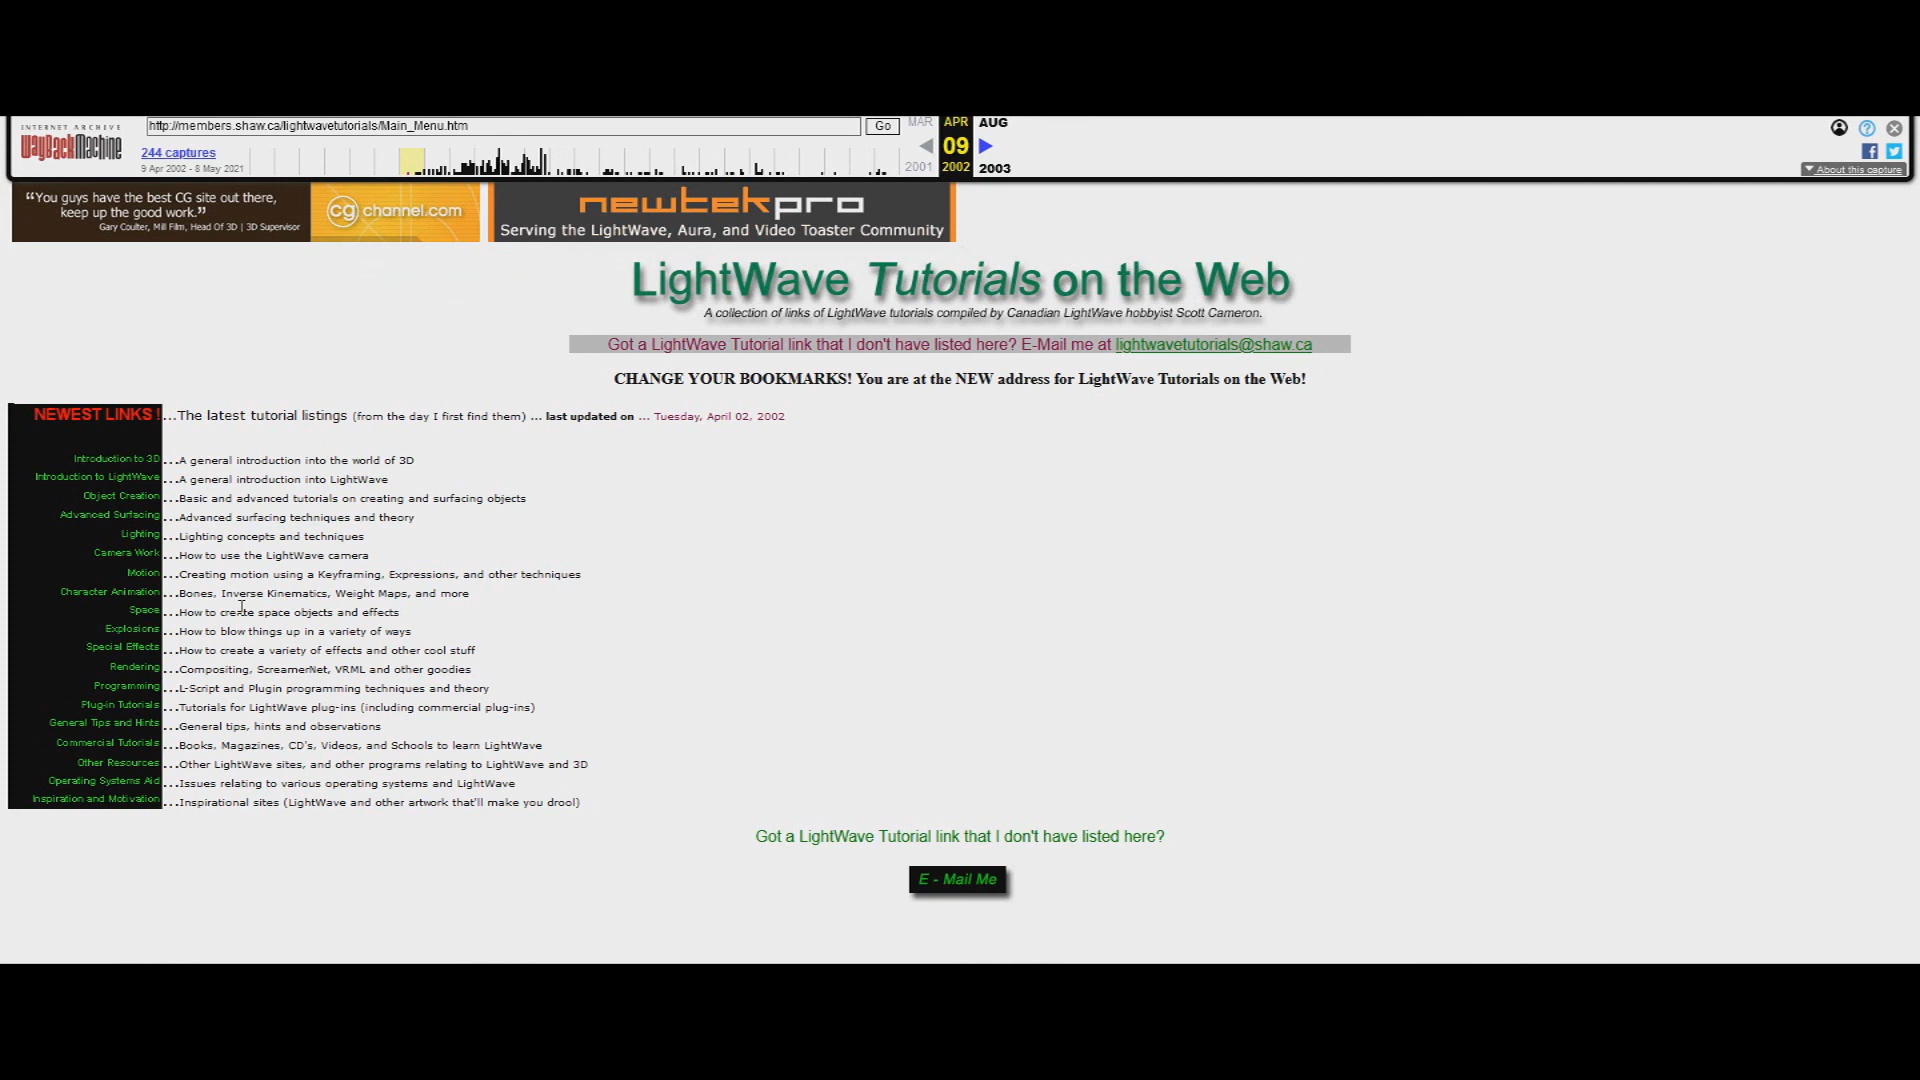 INTERNET ARCHIVE
WayBackMachine
http://members.shaw.ca/lightwavetutorials/Main_Menu.htm
Go
MAR APR AUG
09
2001 2002 2003
244 captures
9 Apr 2002 - 8 May 2021
About this capture
"You guys have the best CG site out there,
keep up the good work."
Gary Coulter, Mill Film, Head Of 3D | 3D Supervisor
cg channel.com
newtekpro
Serving the LightWave, Aura, and Video Toaster Community
LightWave Tutorials on the Web
A collection of links of LightWave tutorials compiled by Canadian LightWave hobbyist Scott Cameron.
Got a LightWave Tutorial link that I don't have listed here? E-Mail me at lightwavetutorials@shaw.ca
CHANGE YOUR BOOKMARKS! You are at the NEW address for LightWave Tutorials on the Web!
NEWEST LINKS ! ...The latest tutorial listings (from the day I first find them) ... last updated on ... Tuesday, April 02, 2002
Introduction to 3D ...A general introduction into the world of 3D
Introduction to LightWave ...A general introduction into LightWave
Object Creation ...Basic and advanced tutorials on creating and surfacing objects
Advanced Surfacing ...Advanced surfacing techniques and theory
Lighting ...Lighting concepts and techniques
Camera Work ...How to use the LightWave camera
Motion ...Creating motion using a Keyframing, Expressions, and other techniques
Character Animation ...Bones, Inverse Kinematics, Weight Maps, and more
Space ...How to create space objects and effects
Explosions ...How to blow things up in a variety of ways
Special Effects ...How to create a variety of effects and other cool stuff
Rendering ...Compositing, ScreamerNet, VRML and other goodies
Programming ...L-Script and Plugin programming techniques and theory
Plug-in Tutorials ...Tutorials for LightWave plug-ins (including commercial plug-ins)
General Tips and Hints ...General tips, hints and observations
Commercial Tutorials ...Books, Magazines, CD's, Videos, and Schools to learn LightWave
Other Resources ...Other LightWave sites, and other programs relating to LightWave and 3D
Operating Systems Aid ...Issues relating to various operating systems and LightWave
Inspiration and Motivation ...Inspirational sites (LightWave and other artwork that'll make you drool)
Got a LightWave Tutorial link that I don't have listed here?
E - Mail Me